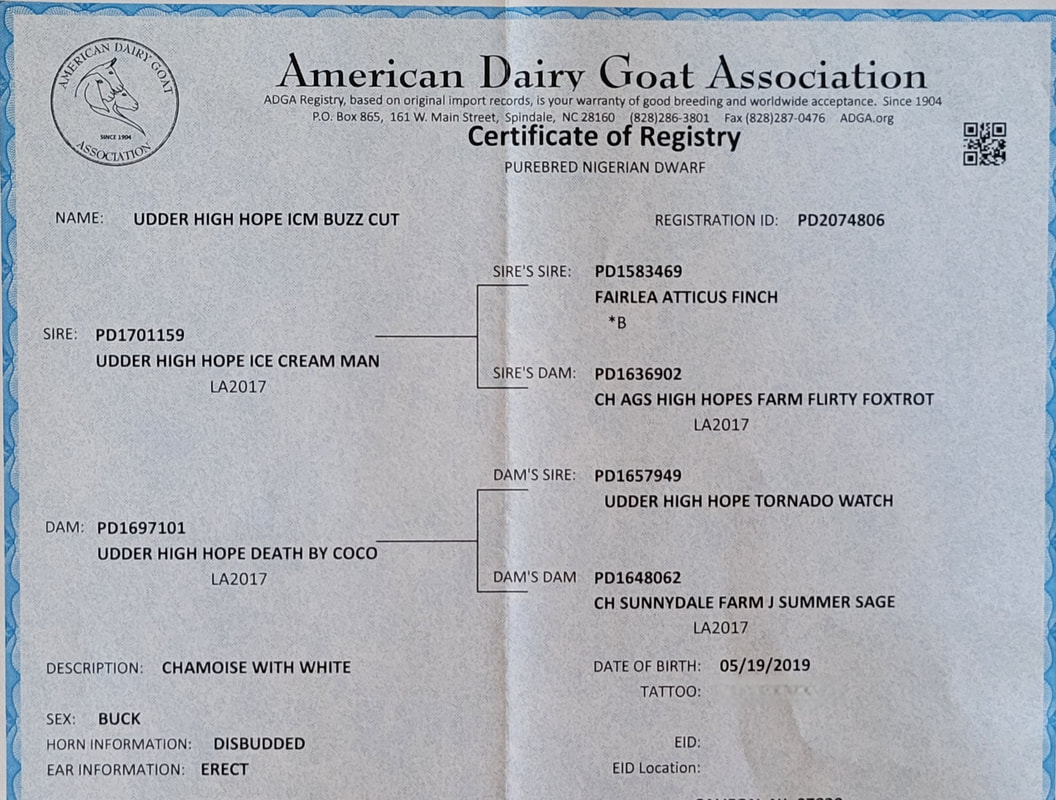 AMERICAN DAIRY GOAT
SINCE 1904
ASSOCIATION
American Dairy Goat Association
ADGA Registry, based on original import records, is your warranty of good breeding and worldwide acceptance. Since 1904
P.O. Box 865, 161 W. Main Street, Spindale, NC 28160 (828)286-3801 Fax (828)287-0476 ADGA.org
Certificate of Registry
PUREBRED NIGERIAN DWARF
NAME: UDDER HIGH HOPE ICM BUZZ CUT
REGISTRATION ID: PD2074806
SIRE'S SIRE: PD1583469
FAIRLEA ATTICUS FINCH
*B
SIRE: PD1701159
UDDER HIGH HOPE ICE CREAM MAN
LA2017
SIRE'S DAM: PD1636902
CH AGS HIGH HOPES FARM FLIRTY FOXTROT
LA2017
DAM'S SIRE: PD1657949
UDDER HIGH HOPE TORNADO WATCH
DAM: PD1697101
UDDER HIGH HOPE DEATH BY COCO
LA2017
DAM'S DAM PD1648062
CH SUNNYDALE FARM J SUMMER SAGE
LA2017
DESCRIPTION: CHAMOISE WITH WHITE
DATE OF BIRTH: 05/19/2019
TATTOO:
SEX: BUCK
HORN INFORMATION: DISBUDDED
EAR INFORMATION: ERECT
EID:
EID Location: